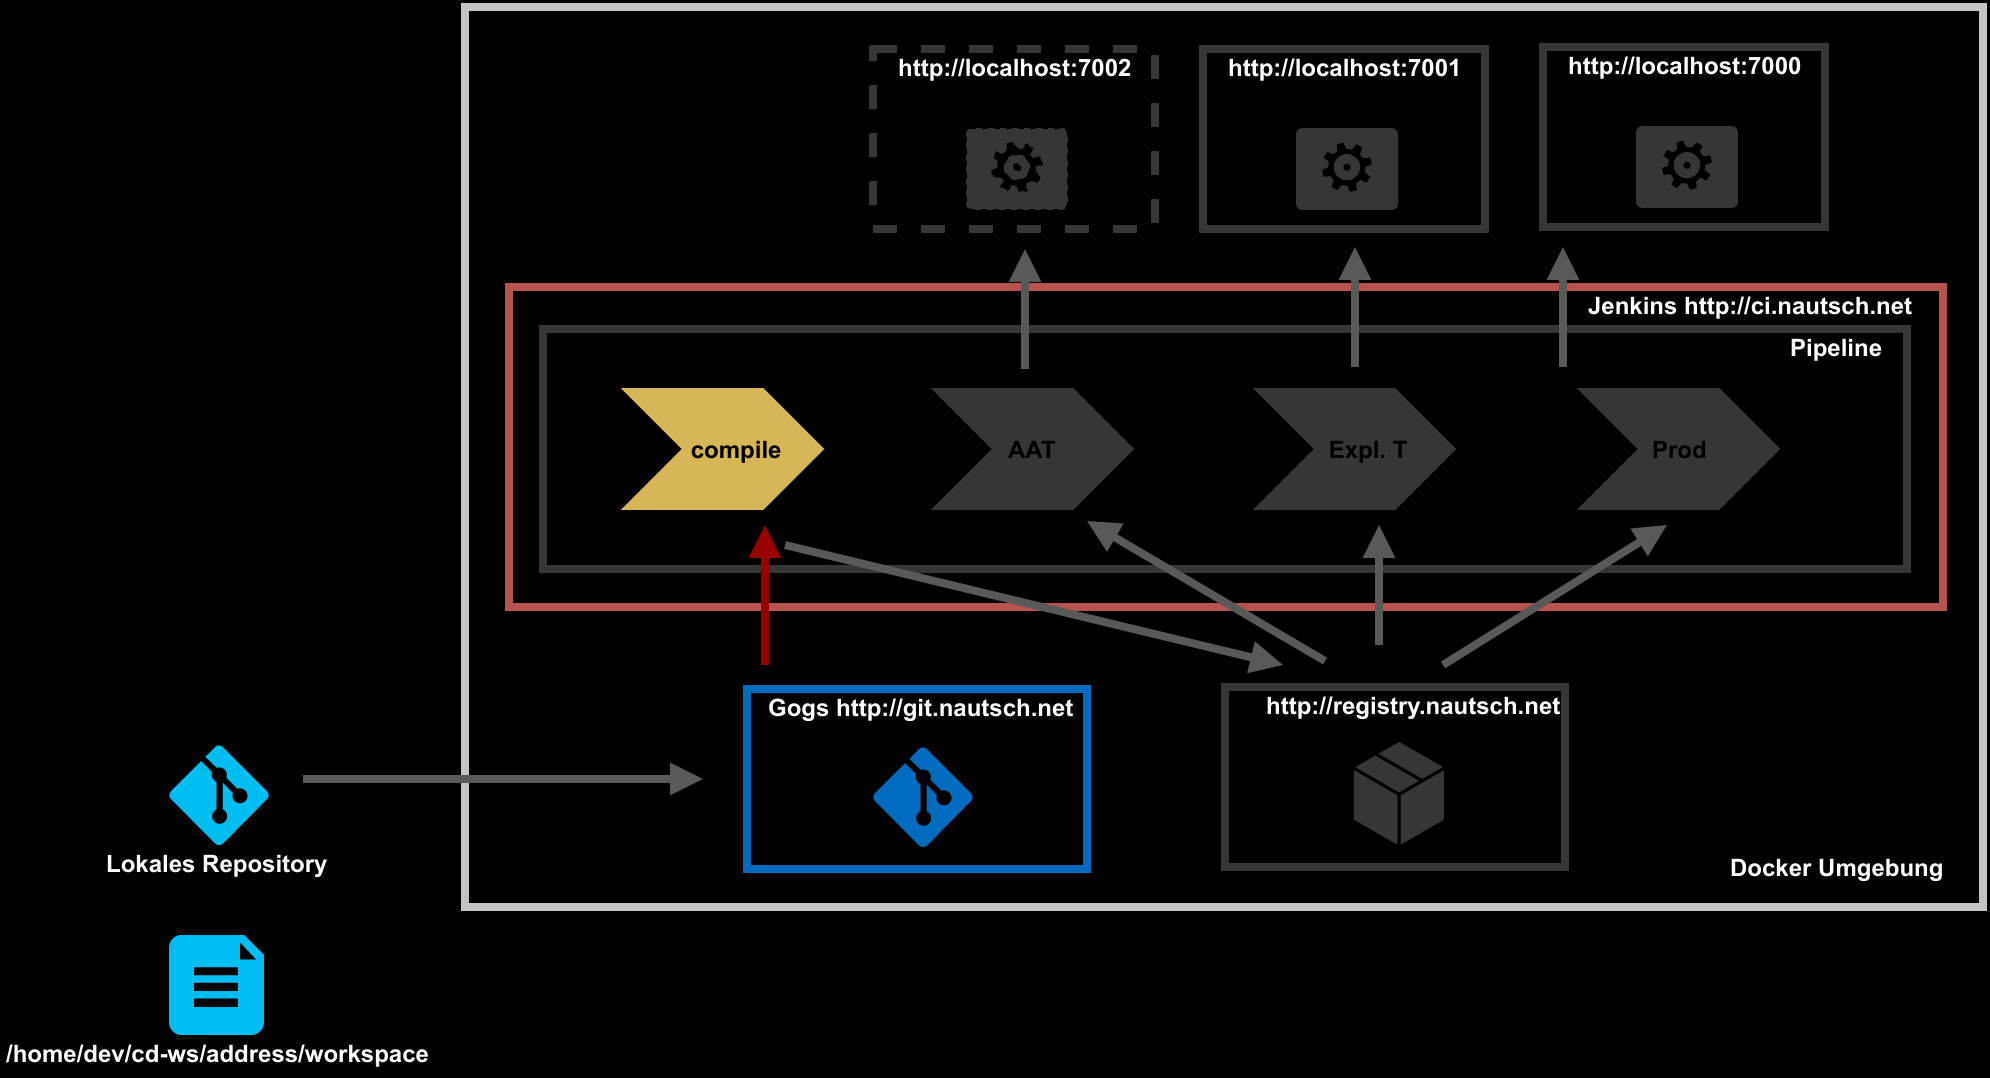 http://localhost:7002
http://localhost:7001
http://localhost:7000
Jenkins http://ci.nautsch.net
Pipeline
compile
AAT
Expl. T
Prod
Gogs http://git.nautsch.net
http://registry.nautsch.net
Lokales Repository
Docker Umgebung
/home/dev/cd-ws/address/workspace